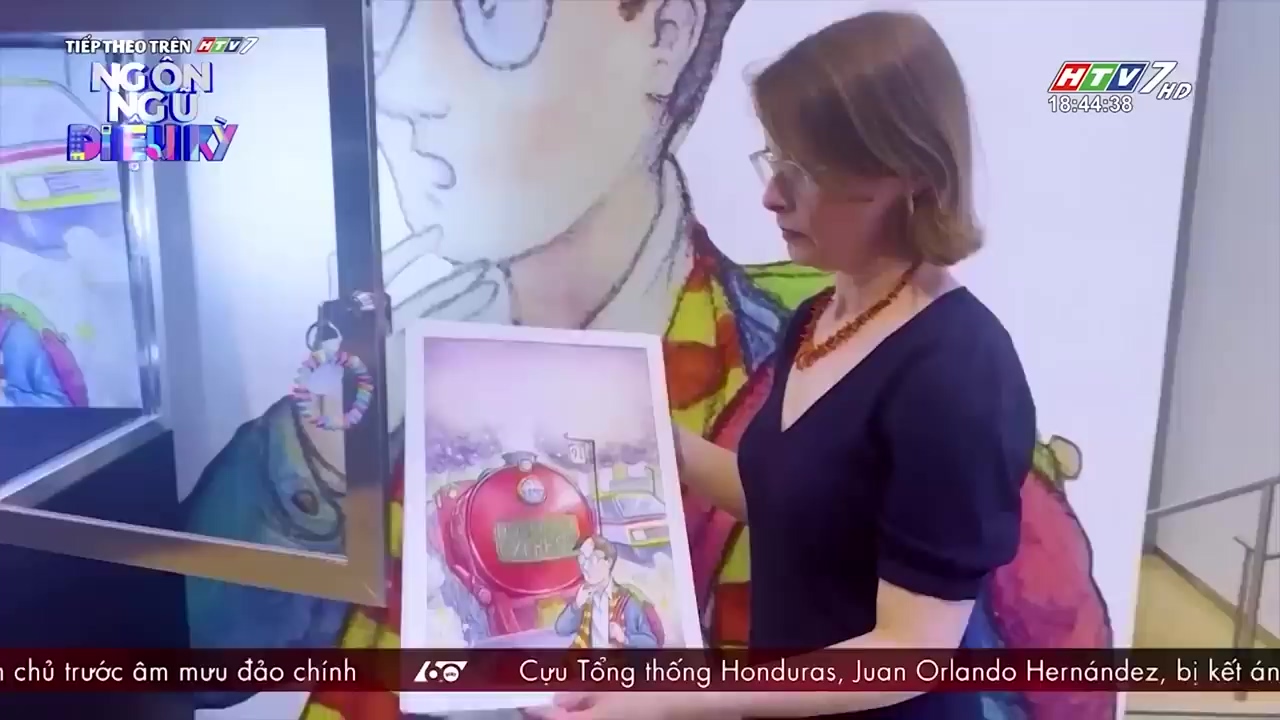 TIẾP THEO TRÊN HTV7
NGÔN
NGỮ
DIỆU KỲ
HTV7 HD
18:44:38
chủ trước âm mưu đảo chính
60
Cựu Tổng thống Honduras, Juan Orlando Hernández, bị kết án